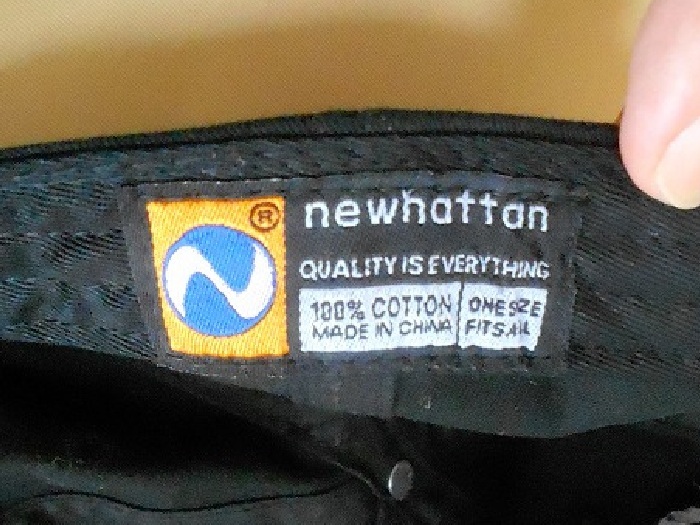 ®
newhattan
QUALITY IS EVERYTHING
100% COTTON
MADE IN CHINA
ONE SIZE
FITS ALL